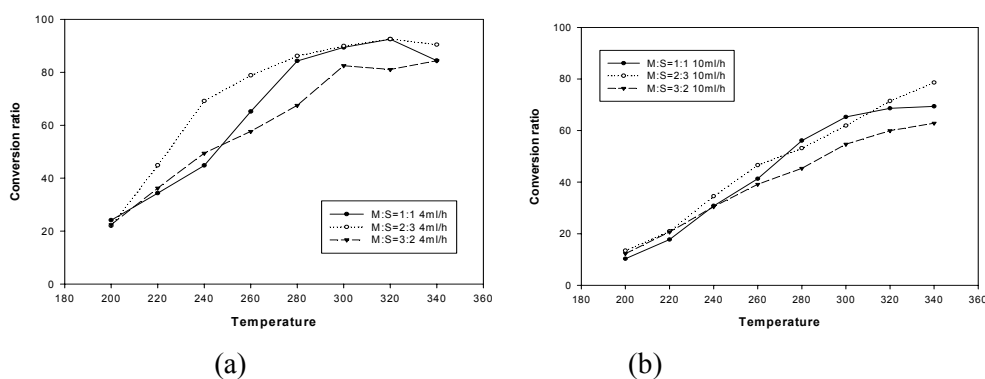 100
80
60
40
20
0
Conversion ratio
M:S=1:1 4ml/h
M:S=2:3 4ml/h
M:S=3:2 4ml/h
180 200 220 240 260 280 300 320 340 360
Temperature
(a)
100
80
60
40
20
0
Conversion ratio
M:S=1:1 10ml/h
M:S=2:3 10ml/h
M:S=3:2 10ml/h
180 200 220 240 260 280 300 320 340 360
Temperature
(b)